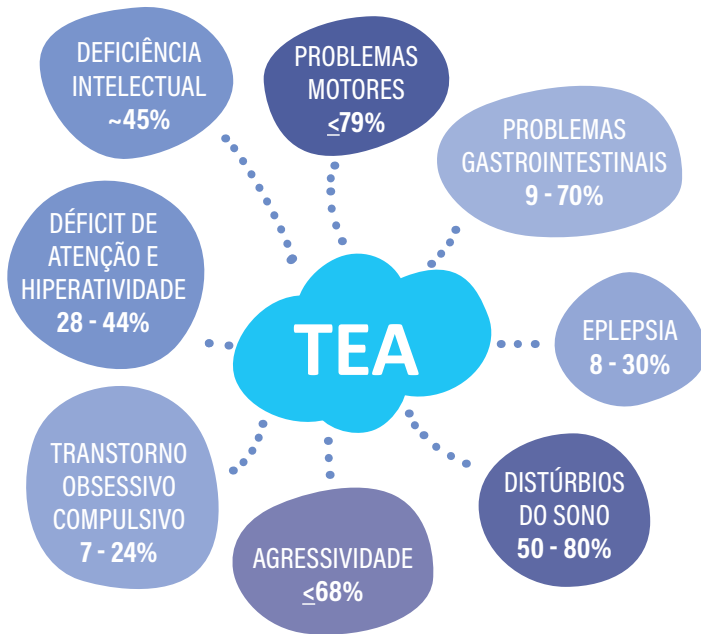 DEFICIÊNCIA
INTELECTUAL
~45%
PROBLEMAS
MOTORES
≤79%
PROBLEMAS
GASTROINTESTINAIS
9 - 70%
DÉFICIT DE
ATENÇÃO E
HIPERATIVIDADE
28 - 44%
TEA
EPLEPSIA
8 - 30%
TRANSTORNO
OBSESSIVO
COMPULSIVO
7 - 24%
AGRESSIVIDADE
≤68%
DISTÚRBIOS
DO SONO
50 - 80%